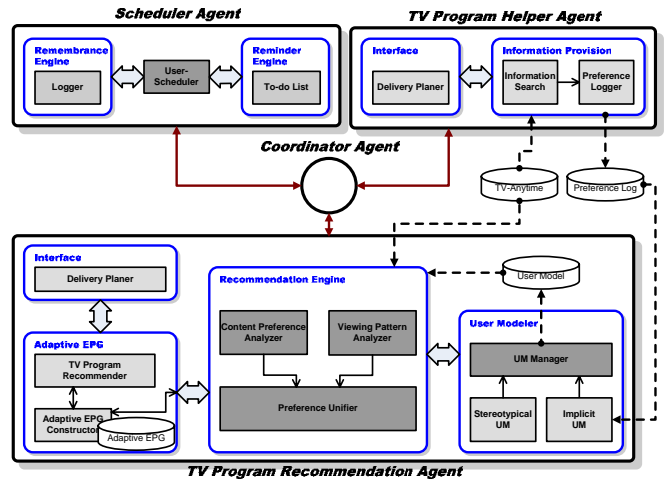 Scheduler Agent
TV Program Helper Agent
Remembrance
Engine
Logger
User-
Scheduler
Reminder
Engine
To-do List
Interface
Delivery Planer
Information Provision
Information
Search
Preference
Logger
Coordinator Agent
TV-Anytime
Preference Log
Interface
Delivery Planer
Adaptive EPG
TV Program
Recommender
Adaptive EPG
Constructor
Adaptive EPG
Recommendation Engine
Content Preference
Analyzer
Viewing Pattern
Analyzer
Preference Unifier
User Model
User Modeler
UM Manager
Stereotypical
UM
Implicit
UM
TV Program Recommendation Agent